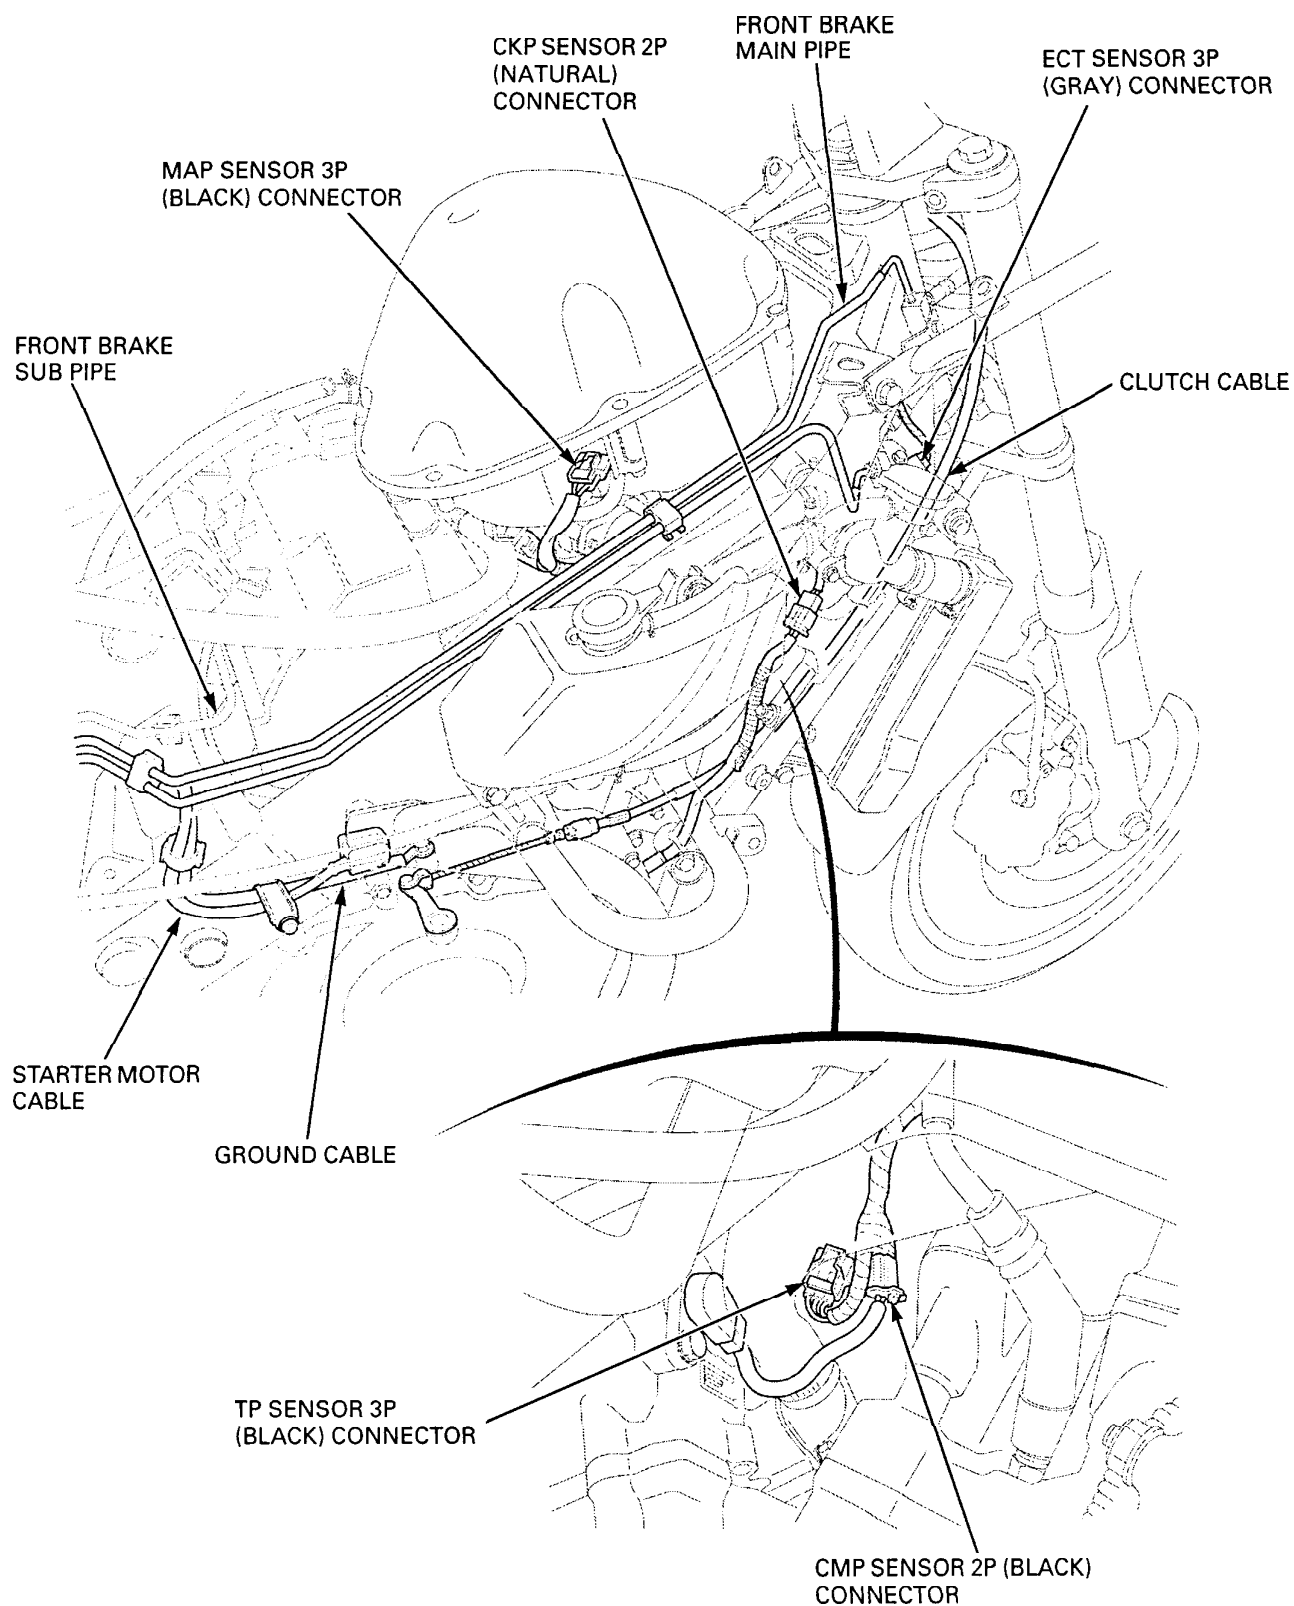 FRONT BRAKE
MAIN PIPE
CKP SENSOR 2P
(NATURAL)
CONNECTOR
ECT SENSOR 3P
(GRAY) CONNECTOR
MAP SENSOR 3P
(BLACK) CONNECTOR
FRONT BRAKE
SUB PIPE
CLUTCH CABLE
STARTER MOTOR
CABLE
GROUND CABLE
TP SENSOR 3P
(BLACK) CONNECTOR
CMP SENSOR 2P (BLACK)
CONNECTOR